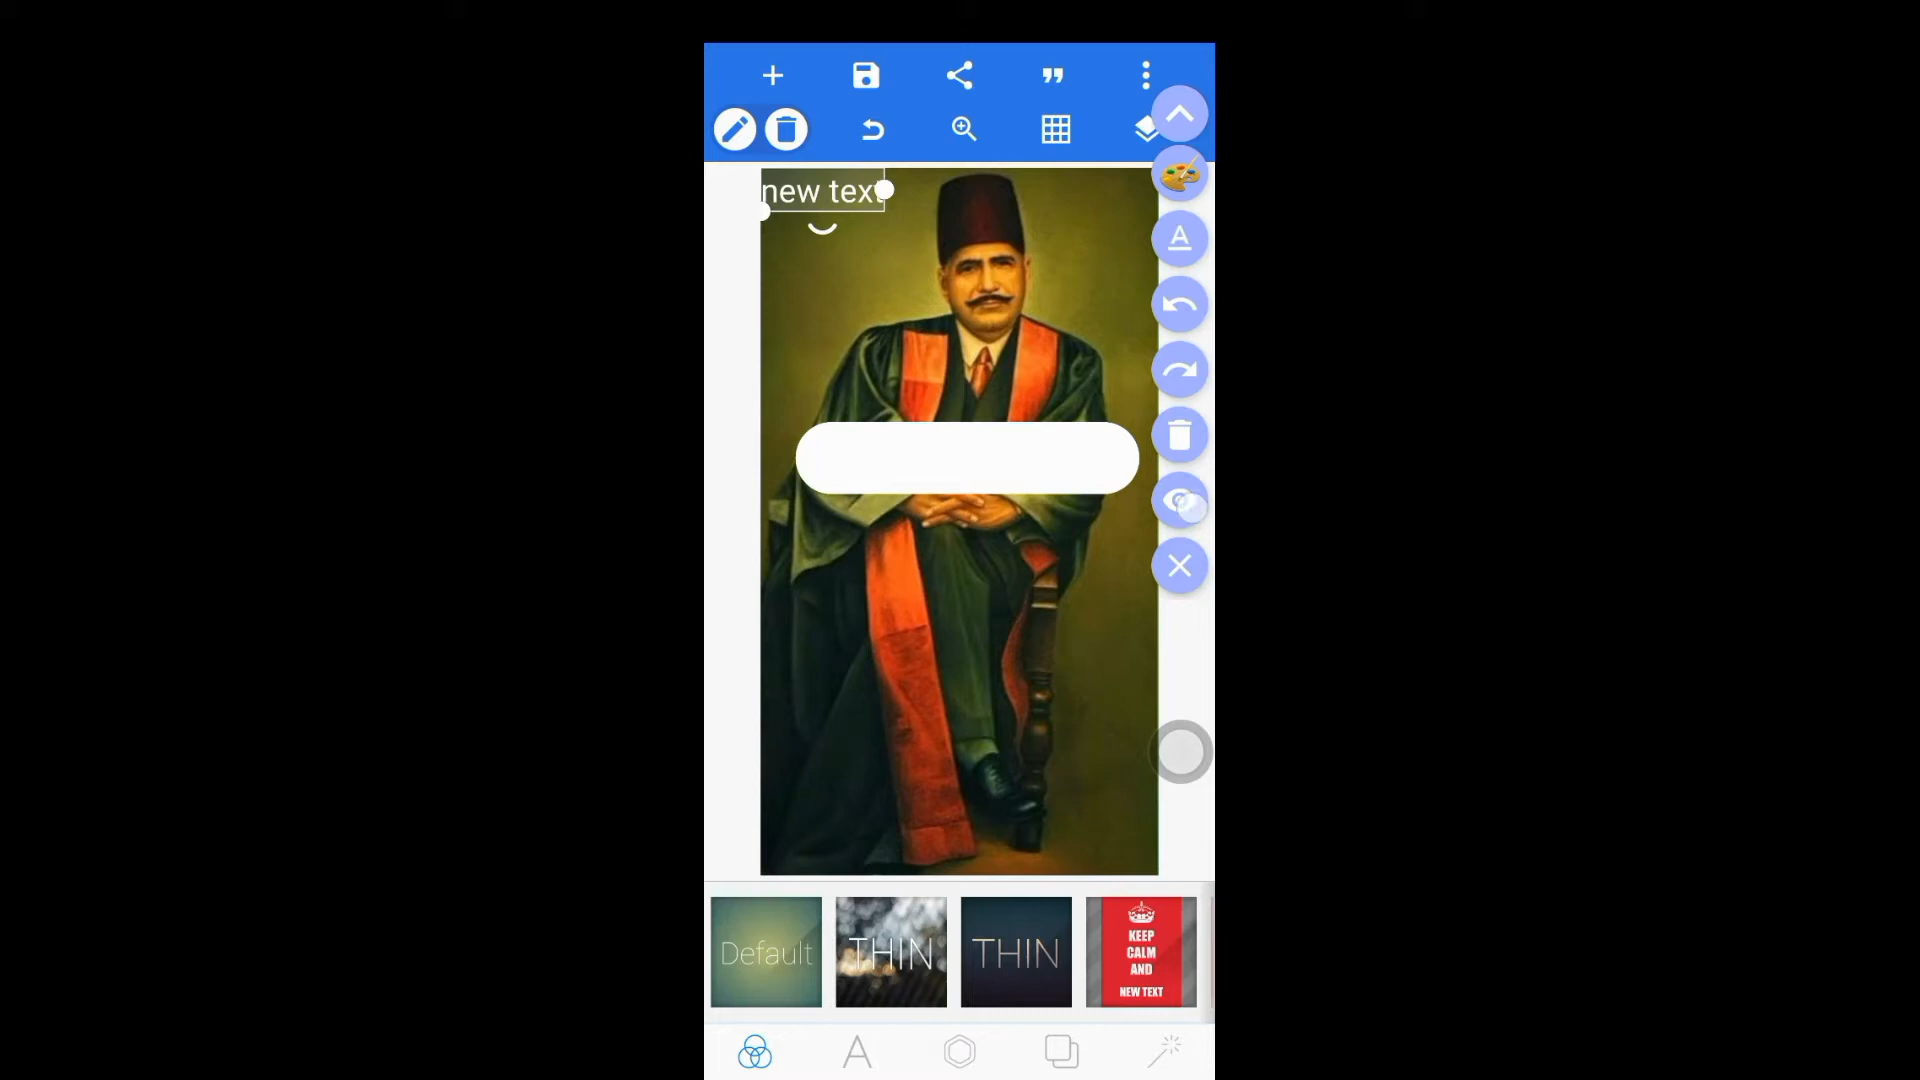 new text
Default
THIN
THIN
KEEP
CALM
AND
NEW TEXT